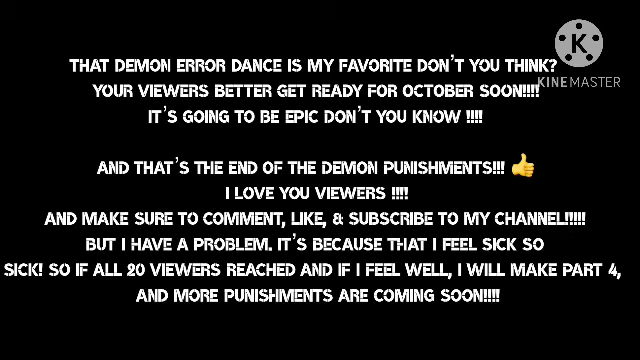 THAT DEMON ERROR DANCE IS MY FAVORITE DON'T YOU THINK?
YOUR VIEWERS BETTER GET READY FOR OCTOBER SOON!!!!
IT'S GOING TO BE EPIC DON'T YOU KNOW !!!!
AND THAT'S THE END OF THE DEMON PUNISHMENTS!!! 👍
I LOVE YOU VIEWERS !!!!
AND MAKE SURE TO COMMENT, LIKE, & SUBSCRIBE TO MY CHANNEL!!!!!
BUT I HAVE A PROBLEM. IT'S BECAUSE THAT I FEEL SICK SO
SICK! SO IF ALL 20 VIEWERS REACHED AND IF I FEEL WELL, I WILL MAKE PART 4,
AND MORE PUNISHMENTS ARE COMING SOON!!!!
K
KINEMASTER